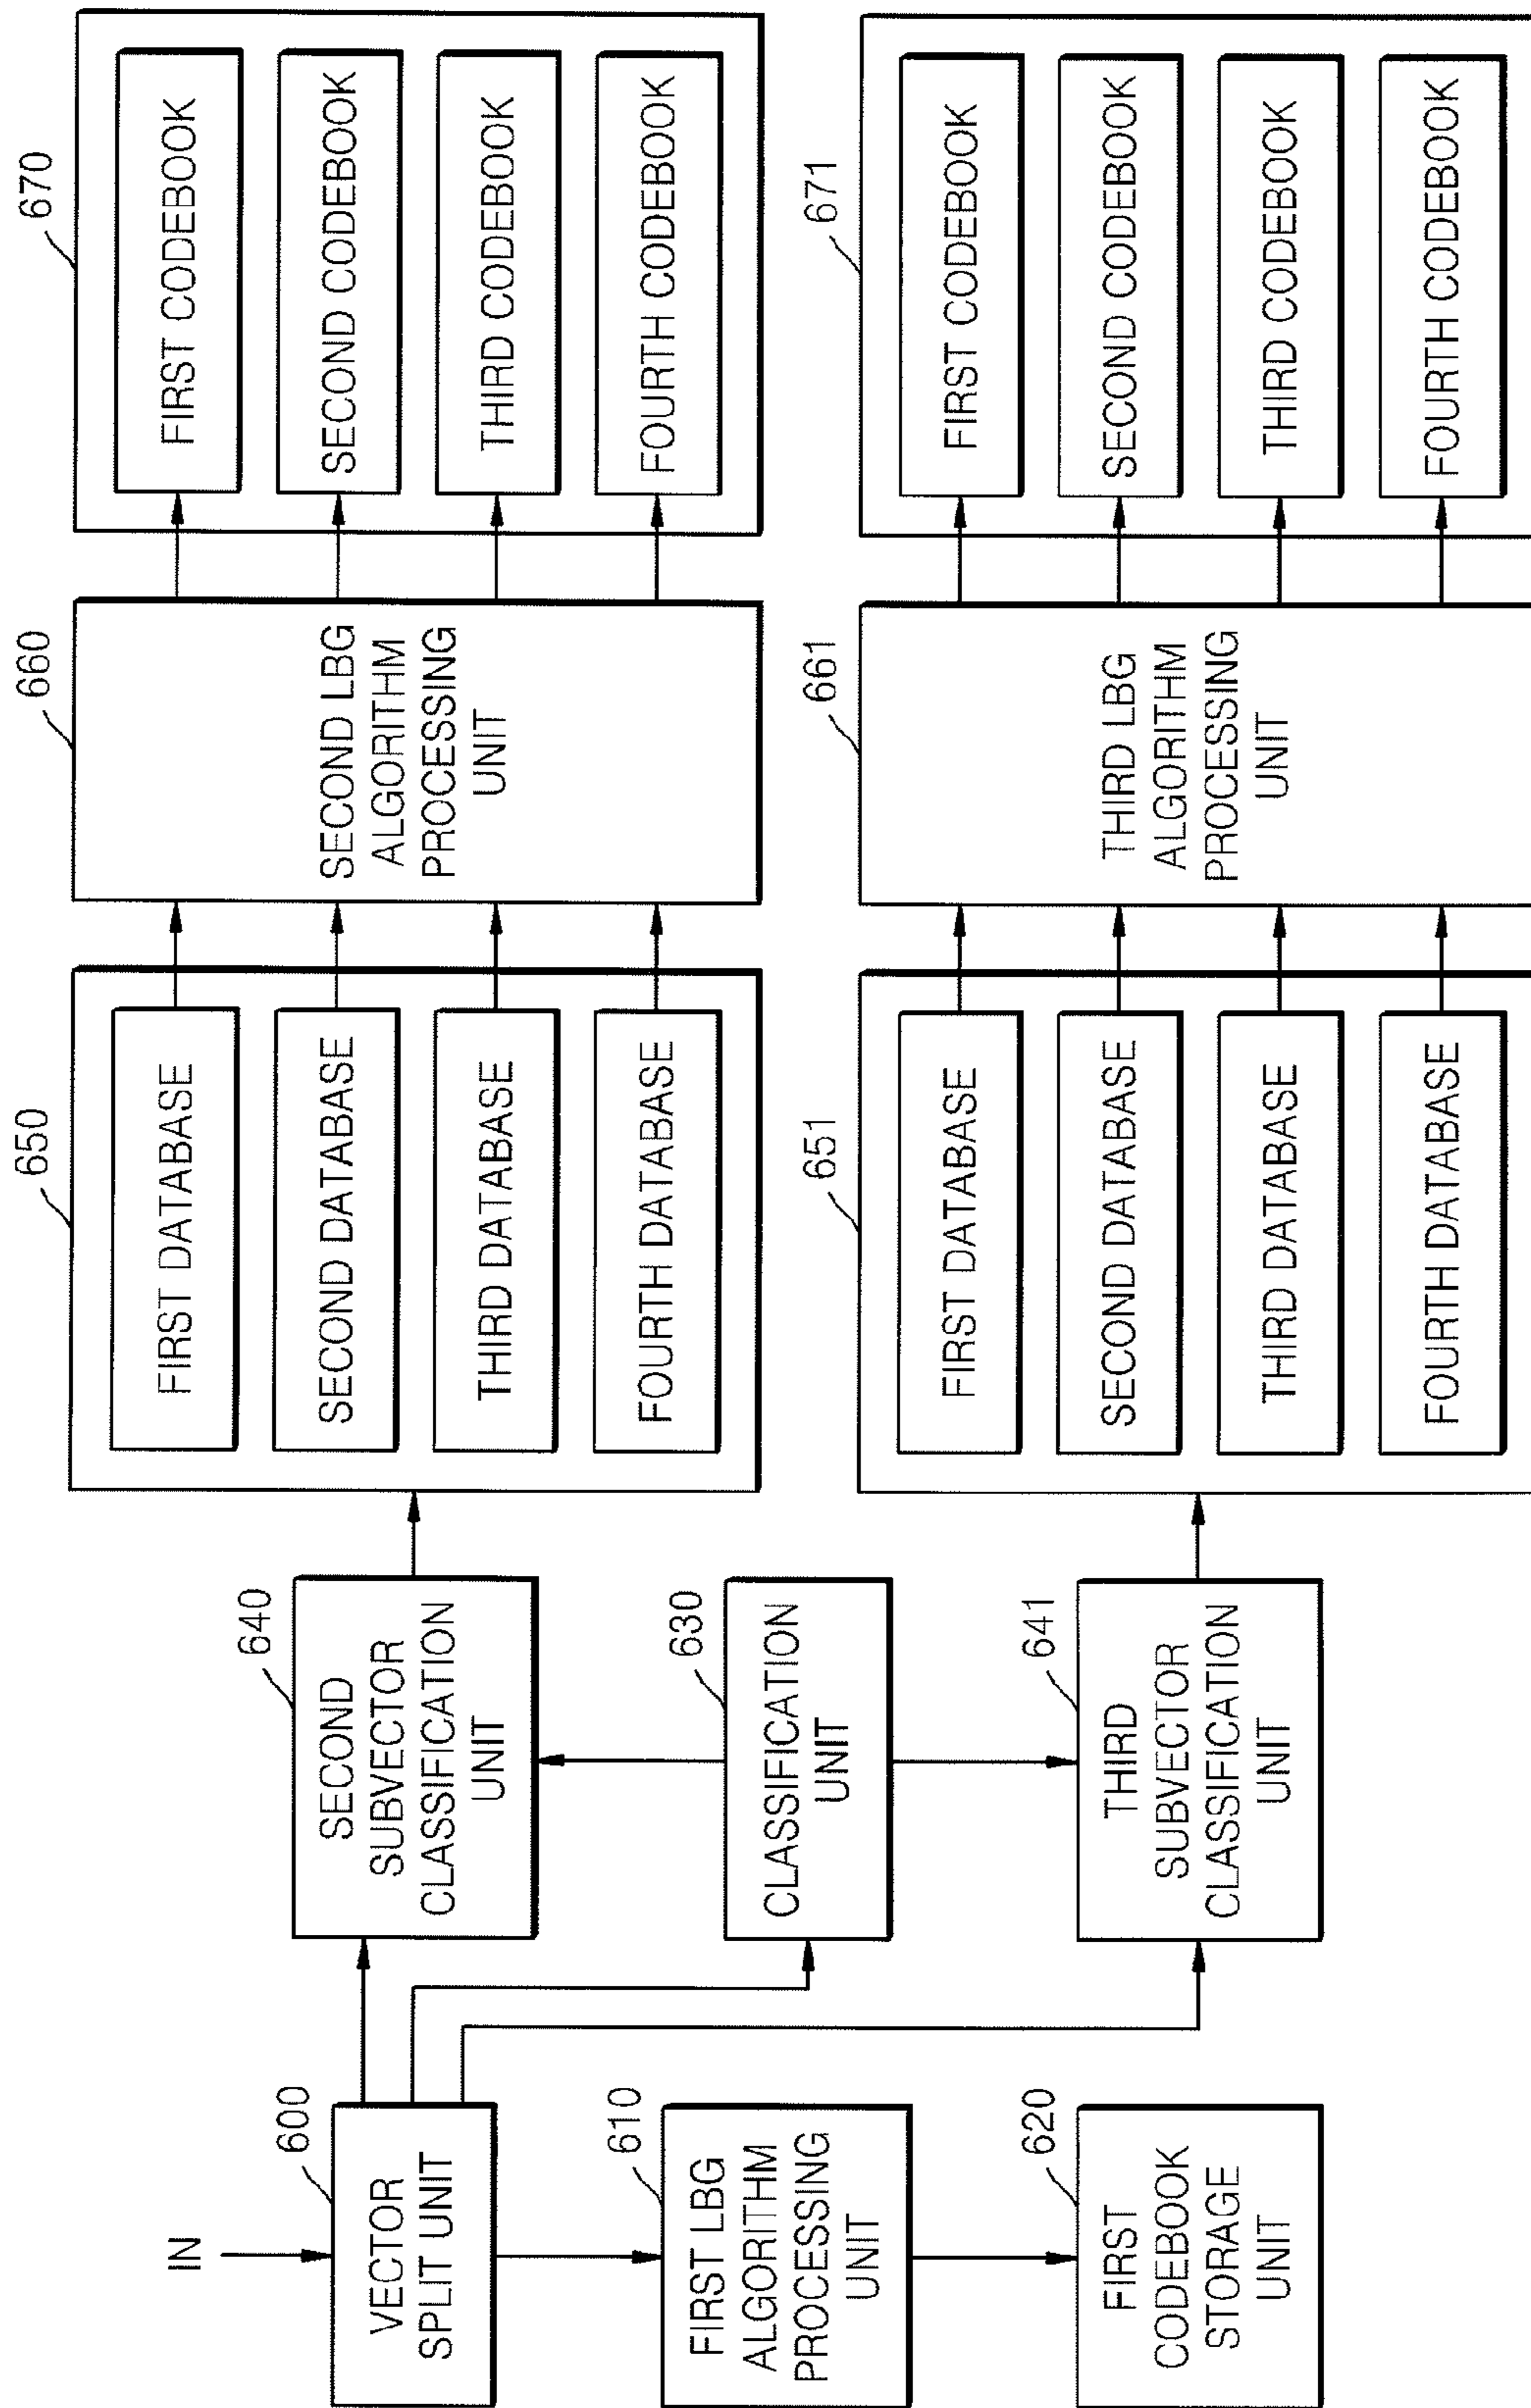 IN
600
VECTOR
SPLIT UNIT
610
FIRST LBG
ALGORITHM
PROCESSING
UNIT
620
FIRST
CODEBOOK
STORAGE
UNIT
640
SECOND
SUBVECTOR
CLASSIFICATION
UNIT
630
CLASSIFICATION
UNIT
641
THIRD
SUBVECTOR
CLASSIFICATION
UNIT
650
FIRST DATABASE
SECOND DATABASE
THIRD DATABASE
FOURTH DATABASE
651
FIRST DATABASE
SECOND DATABASE
THIRD DATABASE
FOURTH DATABASE
660
SECOND LBG
ALGORITHM
PROCESSING
UNIT
661
THIRD LBG
ALGORITHM
PROCESSING
UNIT
670
FIRST CODEBOOK
SECOND CODEBOOK
THIRD CODEBOOK
FOURTH CODEBOOK
671
FIRST CODEBOOK
SECOND CODEBOOK
THIRD CODEBOOK
FOURTH CODEBOOK